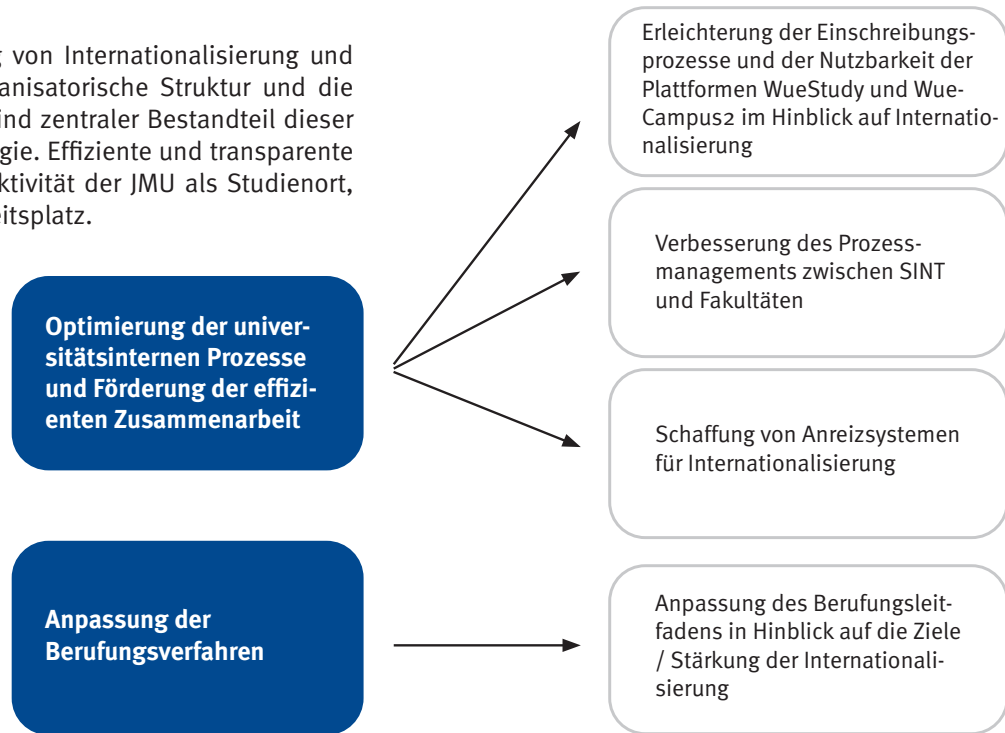 g von Internationalisierung und
anisatorische Struktur und die
ind zentraler Bestandteil dieser
gie. Effiziente und transparente
ktivität der JMU als Studienort,
eitsplatz.
Optimierung der univer-
sitätsinternen Prozesse
und Förderung der effizi-
enten Zusammenarbeit
Erleichterung der Einschreibungs-
prozesse und der Nutzbarkeit der
Plattformen WueStudy und Wue-
Campus2 im Hinblick auf Internatio-
nalisierung
Verbesserung des Prozess-
managements zwischen SINT
und Fakultäten
Schaffung von Anreizsystemen
für Internationalisierung
Anpassung der
Berufungsverfahren
Anpassung des Berufungsleit-
fadens in Hinblick auf die Ziele
/ Stärkung der Internationali-
sierung